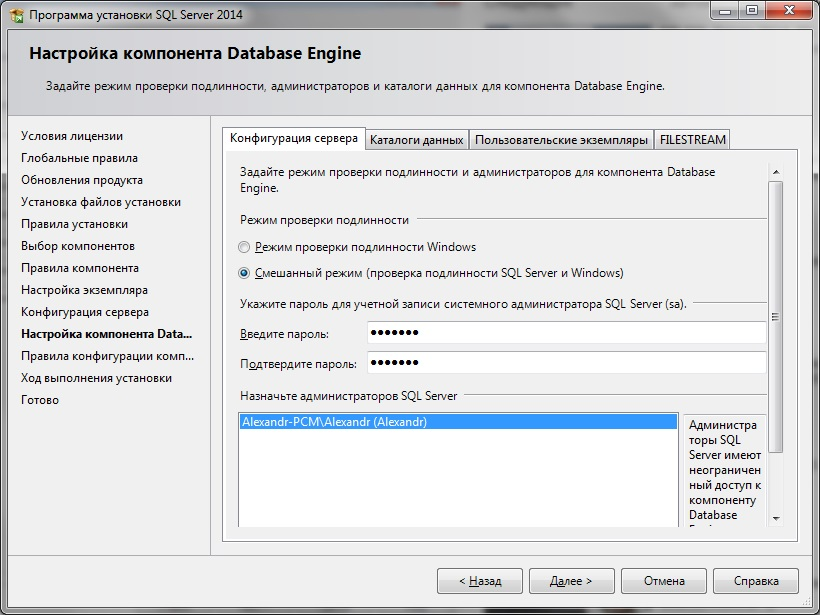 Программа установки SQL Server 2014
Настройка компонента Database Engine
Задайте режим проверки подлинности, администраторов и каталоги данных для компонента Database Engine.
Условия лицензии
Глобальные правила
Обновления продукта
Установка файлов установки
Правила установки
Выбор компонентов
Правила компонента
Настройка экземпляра
Конфигурация сервера
Настройка компонента Data...
Правила конфигурации комп...
Ход выполнения установки
Готово
Конфигурация сервера
Каталоги данных
Пользовательские экземпляры
FILESTREAM
Задайте режим проверки подлинности и администраторов для компонента Database
Engine.
Режим проверки подлинности
Режим проверки подлинности Windows
Смешанный режим (проверка подлинности SQL Server и Windows)
Укажите пароль для учетной записи системного администратора SQL Server (sa).
Введите пароль:
●●●●●●●
Подтвердите пароль:
●●●●●●●
Назначьте администраторов SQL Server
Alexandr-PCM\Alexandr (Alexandr)
Администра
торы SQL
Server имеют
неограничен
ный доступ к
компоненту
Database
< Назад
Далее >
Отмена
Справка